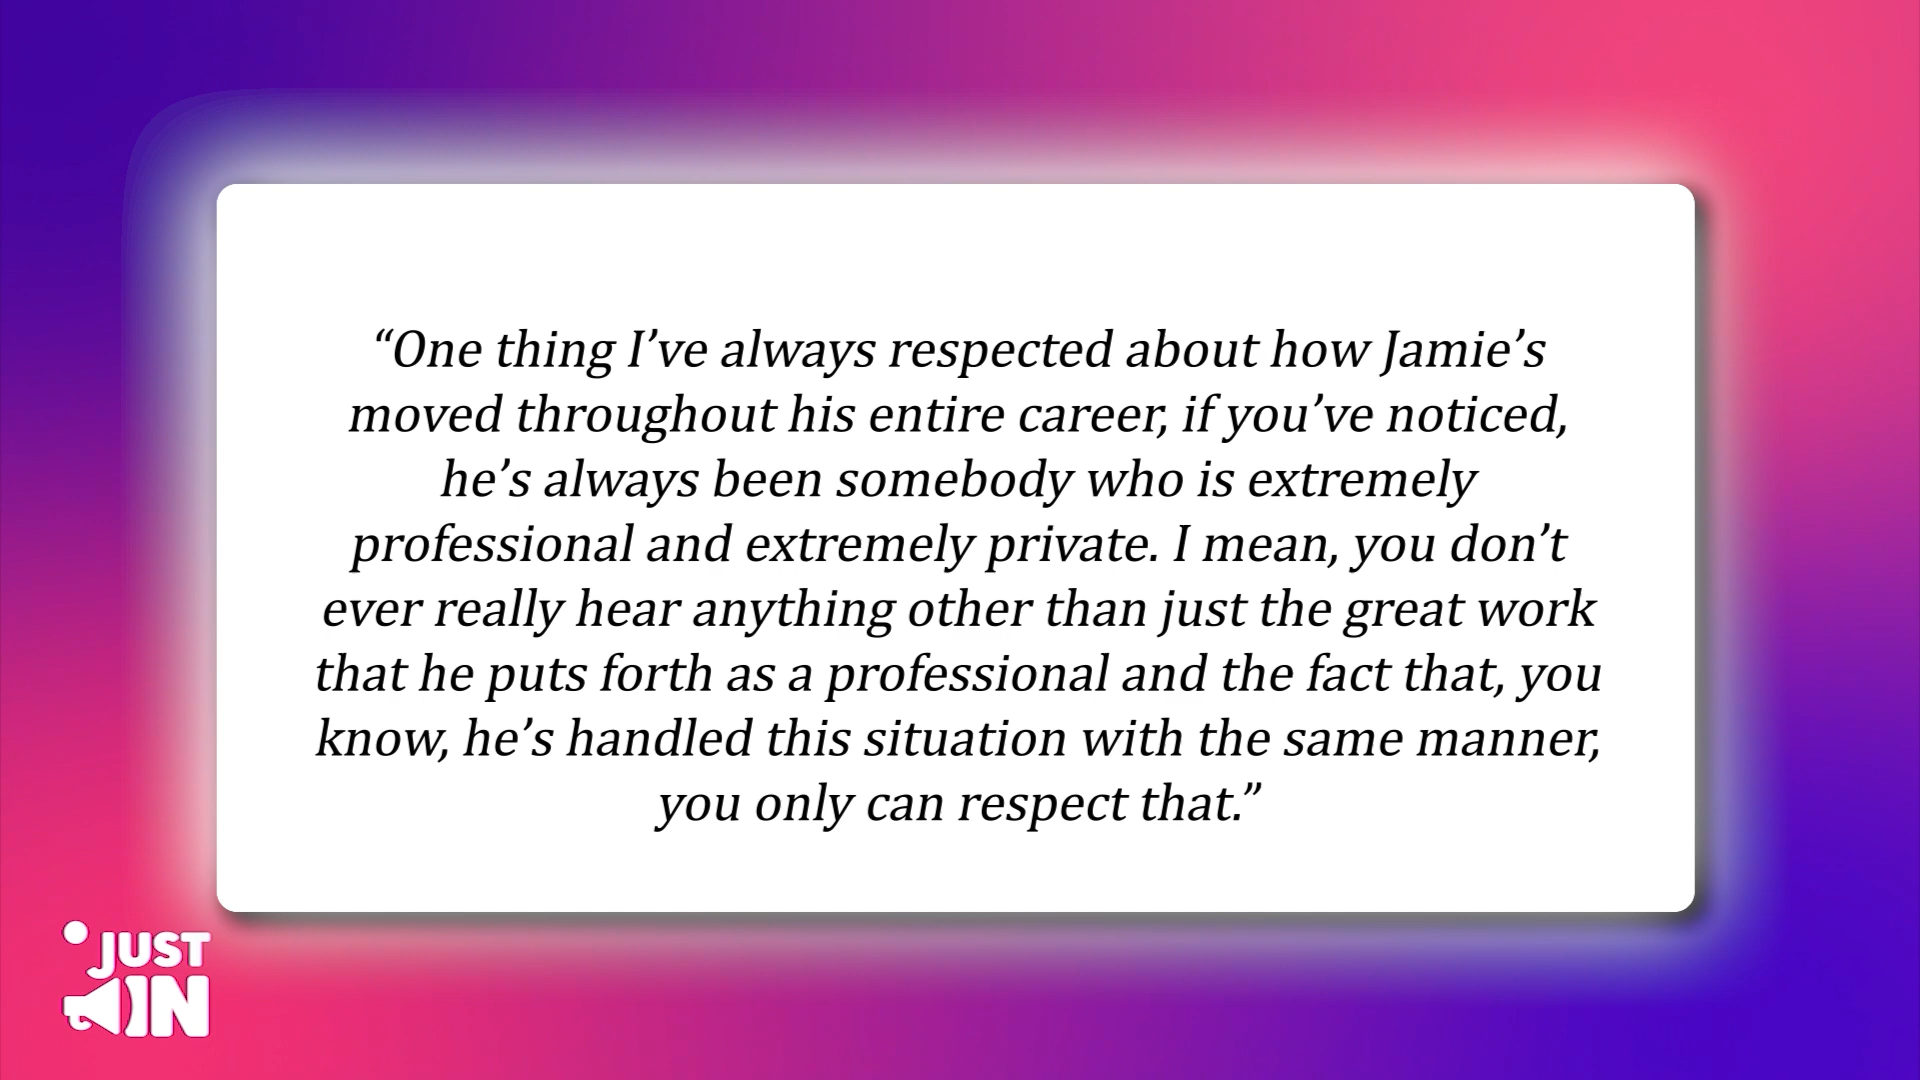 “One thing I’ve always respected about how Jamie’s
moved throughout his entire career, if you’ve noticed,
he’s always been somebody who is extremely
professional and extremely private. I mean, you don’t
ever really hear anything other than just the great work
that he puts forth as a professional and the fact that, you
know, he’s handled this situation with the same manner,
you only can respect that.”
JUST
IN